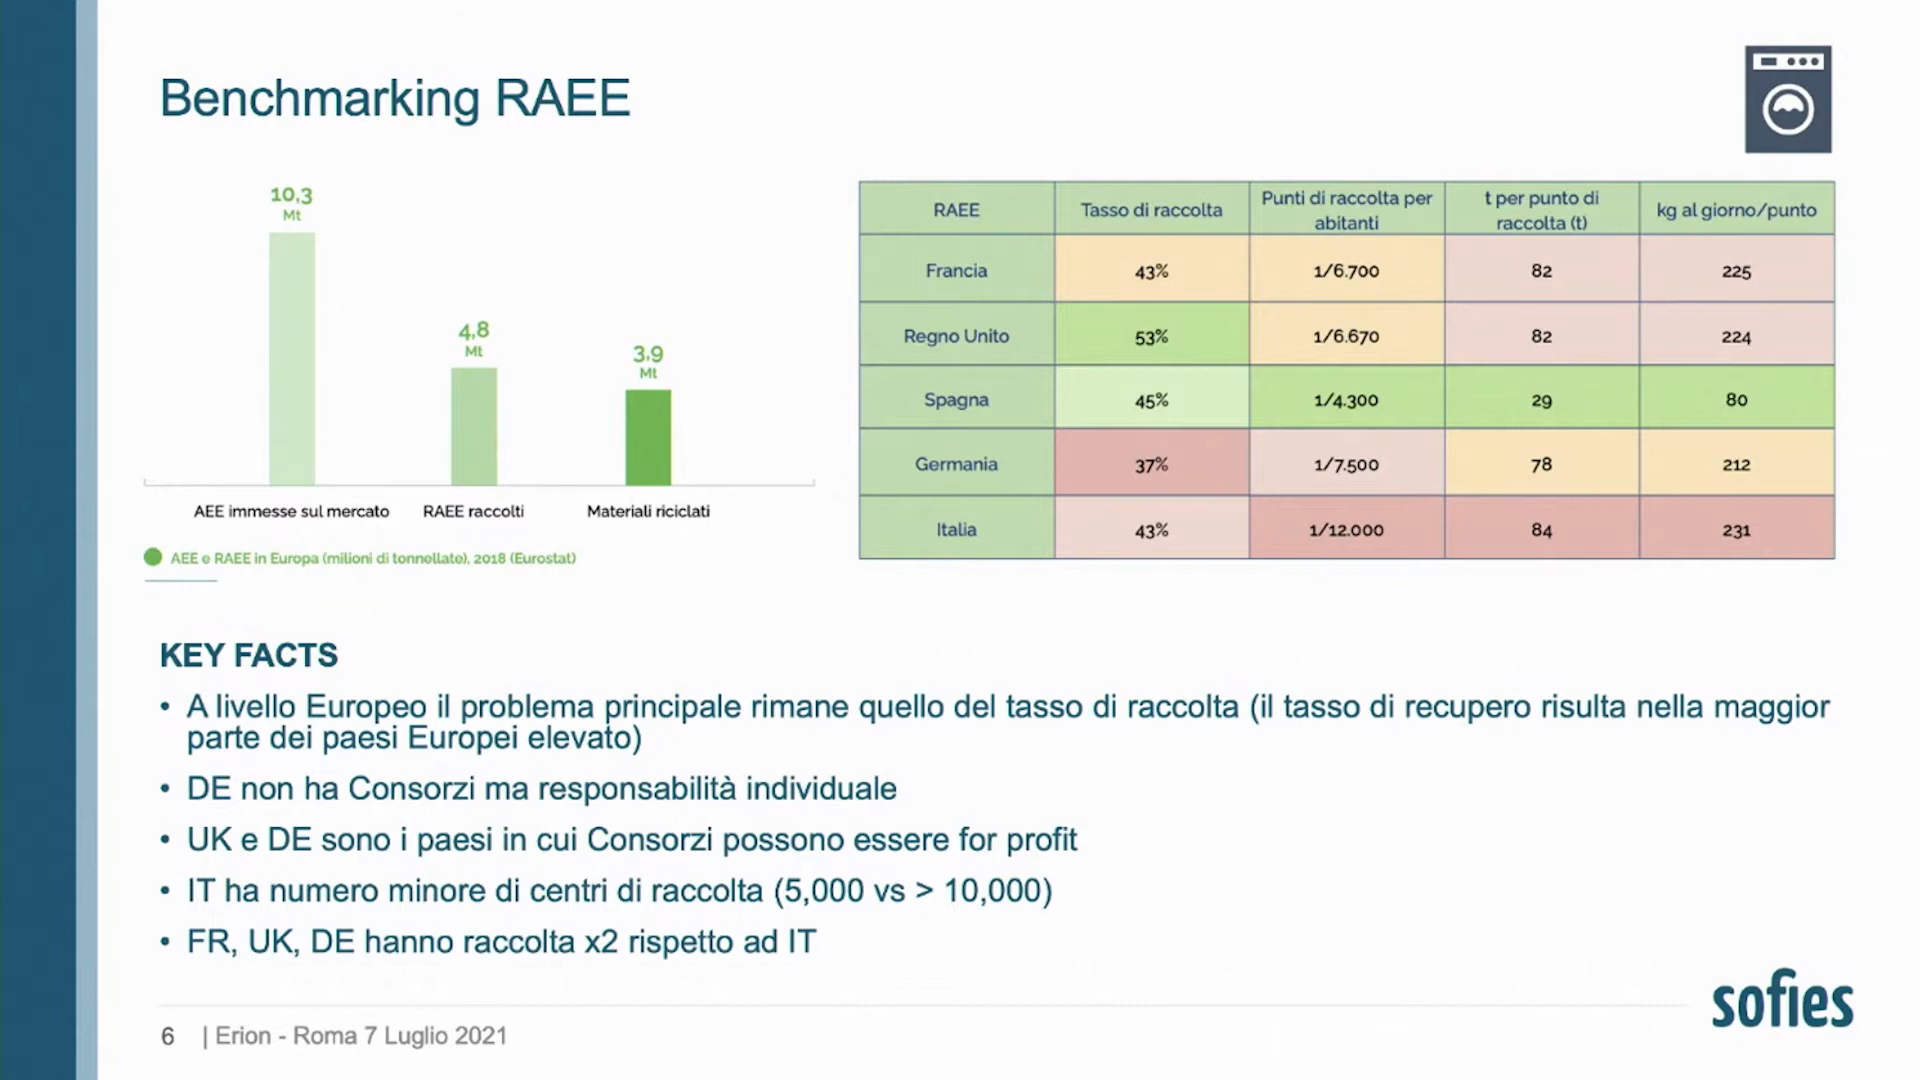 Benchmarking RAEE
10,3
Mt
4,8
Mt
3,9
Mt
AEE immesse sul mercato
RAEE raccolti
Materiali riciclati
AEE e RAEE in Europa (milioni di tonnellate), 2018 (Eurostat)
RAEE Tasso di raccolta Punti di raccolta per abitanti t per punto di raccolta (t) kg al giorno/punto
Francia 43% 1/6.700 82 225
Regno Unito 53% 1/6.670 82 224
Spagna 45% 1/4.300 29 80
Germania 37% 1/7.500 78 212
Italia 43% 1/12.000 84 231
KEY FACTS
• A livello Europeo il problema principale rimane quello del tasso di raccolta (il tasso di recupero risulta nella maggior
parte dei paesi Europei elevato)
• DE non ha Consorzi ma responsabilità individuale
• UK e DE sono i paesi in cui Consorzi possono essere for profit
• IT ha numero minore di centri di raccolta (5,000 vs > 10,000)
• FR, UK, DE hanno raccolta x2 rispetto ad IT
sofies
6 | Erion - Roma 7 Luglio 2021